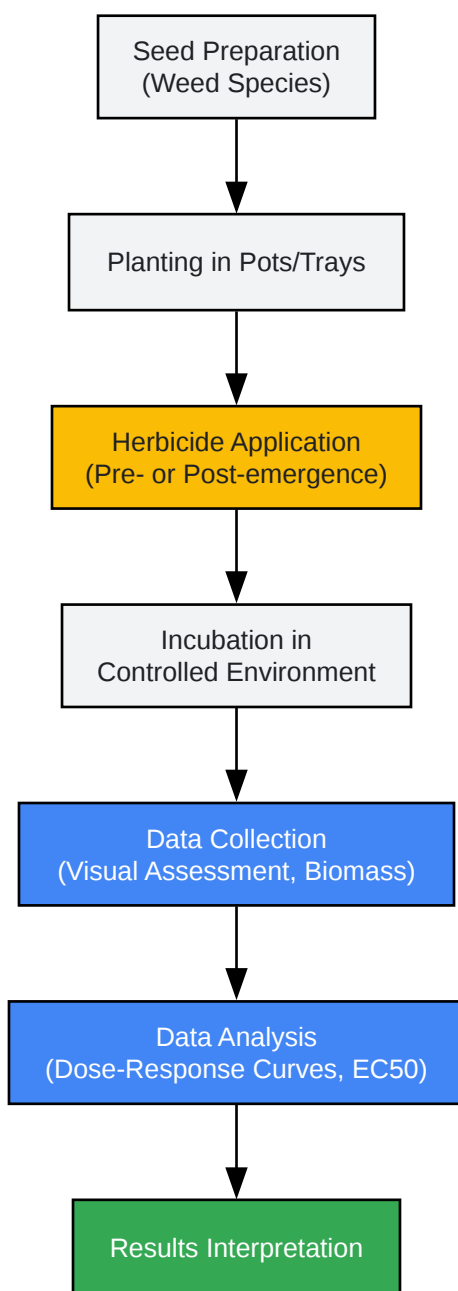 Seed Preparation
(Weed Species)
Planting in Pots/Trays
Herbicide Application
(Pre- or Post-emergence)
Incubation in
Controlled Environment
Data Collection
(Visual Assessment, Biomass)
Data Analysis
(Dose-Response Curves, EC50)
Results Interpretation